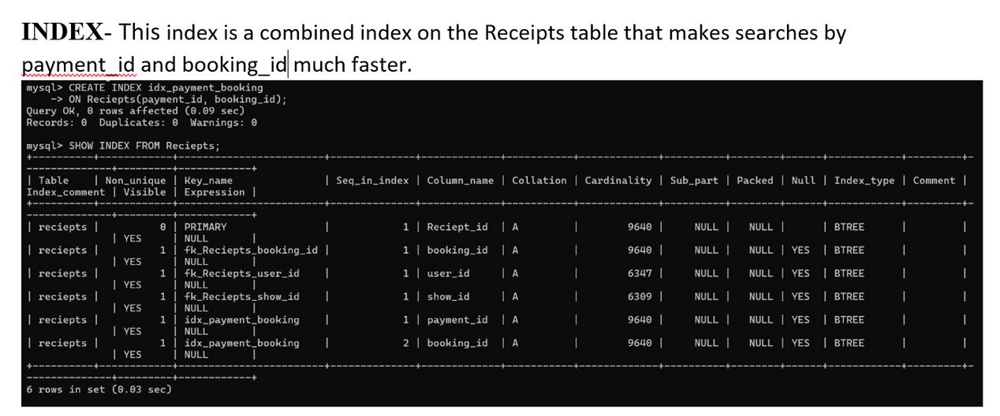 INDEX- This index is a combined index on the Receipts table that makes searches by
payment_id and booking_id much faster.
mysql> CREATE INDEX idx_payment_booking
    -> ON Reciepts(payment_id, booking_id);
Query OK, 0 rows affected (0.09 sec)
Records: 0  Duplicates: 0  Warnings: 0
mysql> SHOW INDEX FROM Reciepts;
| Table | Non_unique | Key_name | Seq_in_index | Column_name | Collation | Cardinality | Sub_part | Packed | Null | Index_type | Comment |
Index_comment | Visible | Expression |
| reciepts | 0 | PRIMARY | 1 | Reciept_id | A | 9640 | NULL | NULL | | BTREE | |
| YES | NULL |
| reciepts | 1 | fk_Reciepts_booking_id | 1 | booking_id | A | 9640 | NULL | NULL | YES | BTREE | |
| YES | NULL |
| reciepts | 1 | fk_Reciepts_user_id | 1 | user_id | A | 6347 | NULL | NULL | YES | BTREE | |
| YES | NULL |
| reciepts | 1 | fk_Reciepts_show_id | 1 | show_id | A | 6309 | NULL | NULL | YES | BTREE | |
| YES | NULL |
| reciepts | 1 | idx_payment_booking | 1 | payment_id | A | 9640 | NULL | NULL | YES | BTREE | |
| YES | NULL |
| reciepts | 1 | idx_payment_booking | 2 | booking_id | A | 9640 | NULL | NULL | YES | BTREE | |
| YES | NULL |
6 rows in set (0.03 sec)